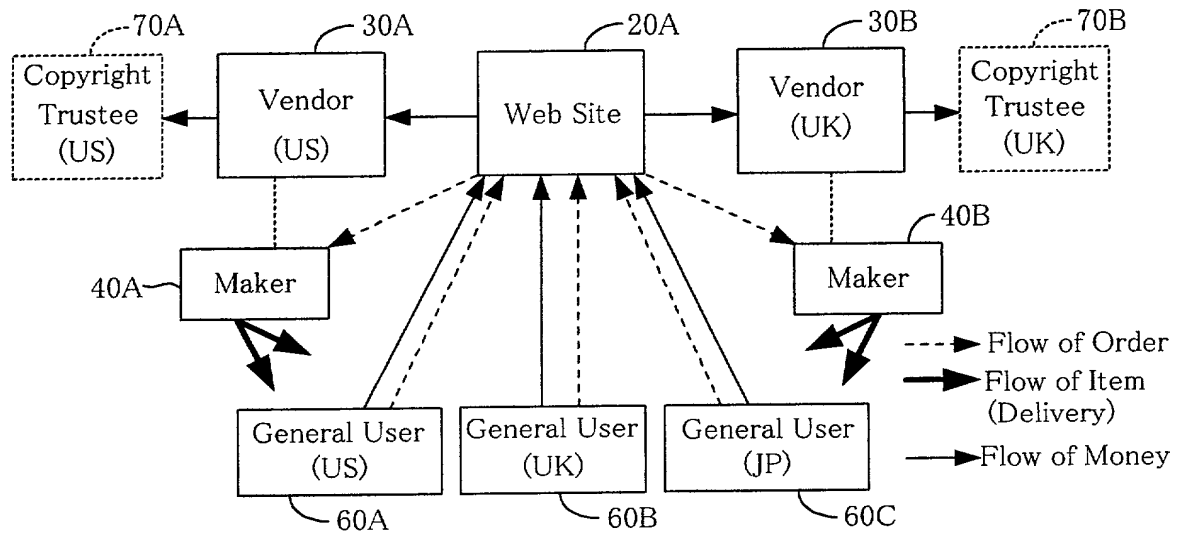 70A
30A
20A
30B
70B
Copyright
Trustee
(US)
Vendor
(US)
Web Site
Vendor
(UK)
Copyright
Trustee
(UK)
40B
Maker
40A
Maker
Flow of Order
Flow of Item
(Delivery)
Flow of Money
General User
(US)
General User
(UK)
General User
(JP)
60A
60B
60C